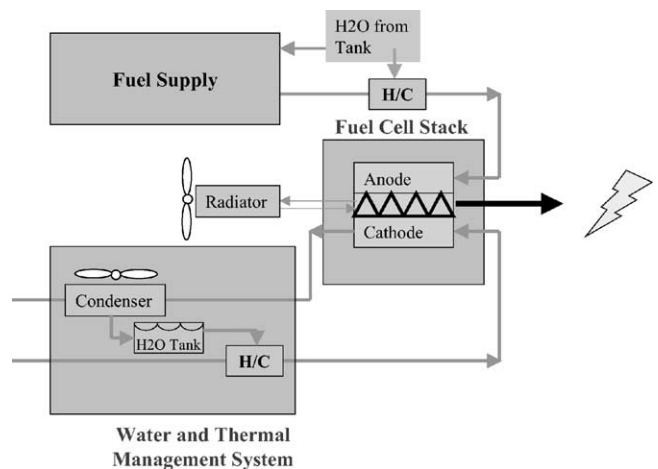 H2O from
Tank
Fuel Supply
H/C
Fuel Cell Stack
Anode
Radiator
Cathode
Condenser
H2O Tank
H/C
Water and Thermal
Management System